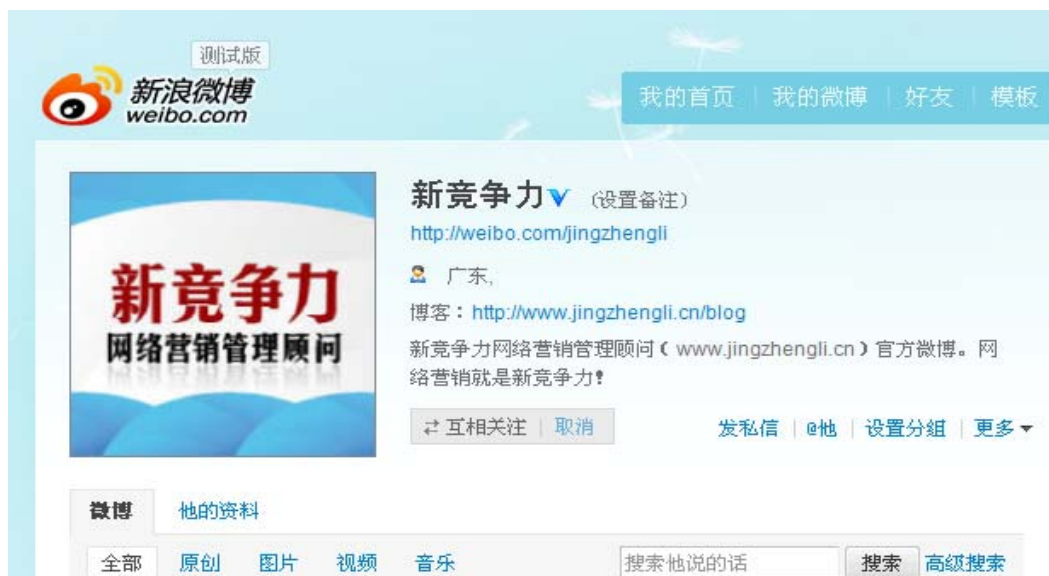 测试版
新浪微博
weibo.com
我的首页 我的微博 好友 模板
新竞争力
网络营销管理顾问
新竞争力 (设置备注)
http://weibo.com/jingzhengli
广东,
博客：http://www.jingzhengli.cn/blog
新竞争力网络营销管理顾问（www.jingzhengli.cn）官方微博。网
络营销就是新竞争力！
互相关注 取消
发私信 @他 设置分组 更多
微博 他的资料
全部 原创 图片 视频 音乐 搜索他说的话 搜索 高级搜索